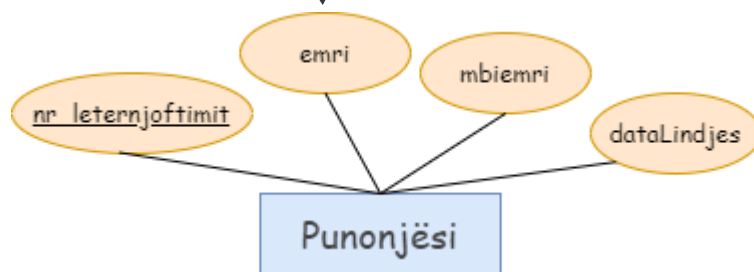 emri
mbiemri
nr_leternjoftimit
dataLindjes
Punonjësi